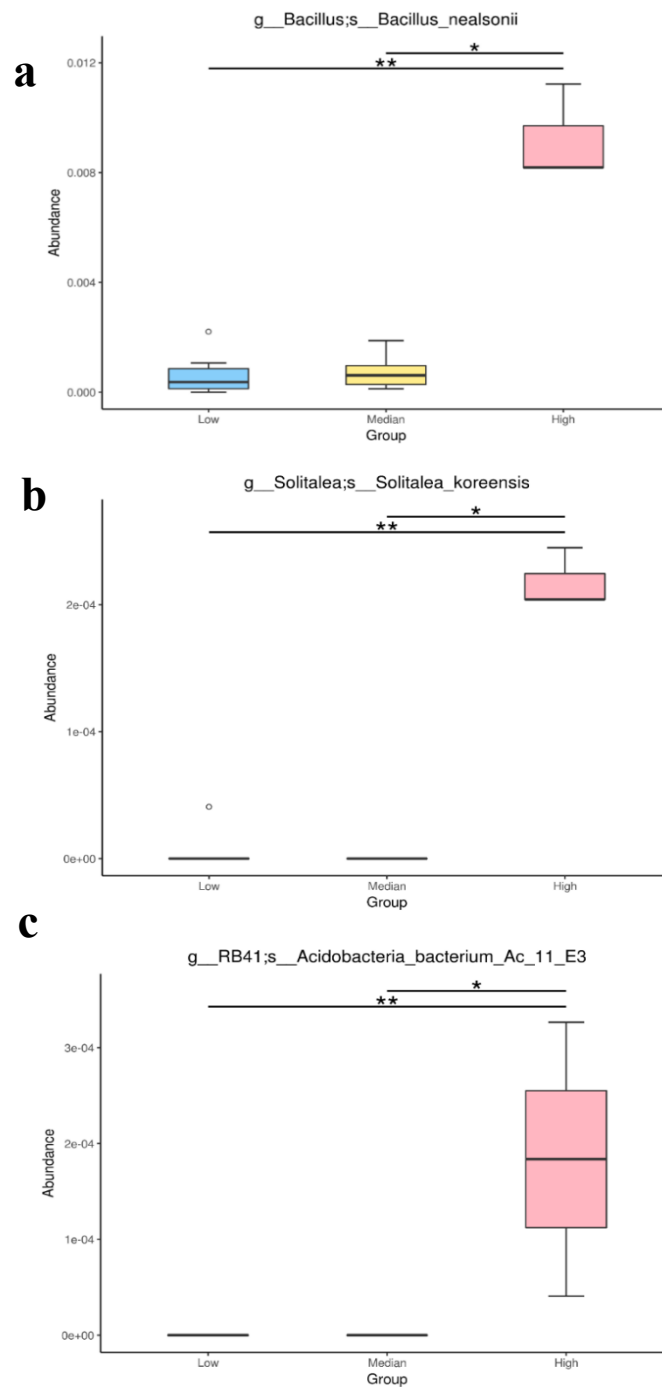 g__Bacillus;s__Bacillus_nealsonii
a
*
**
0.012
0.008
0.004
0.000
Abundance
Low Median High
Group
g__Solitalea;s__Solitalea_koreensis
b
*
**
2e-04
1e-04
0e+00
Abundance
Low Median High
Group
c
g__RB41;s__Acidobacteria_bacterium_Ac_11_E3
*
**
3e-04
2e-04
1e-04
0e+00
Abundance
Low Median High
Group